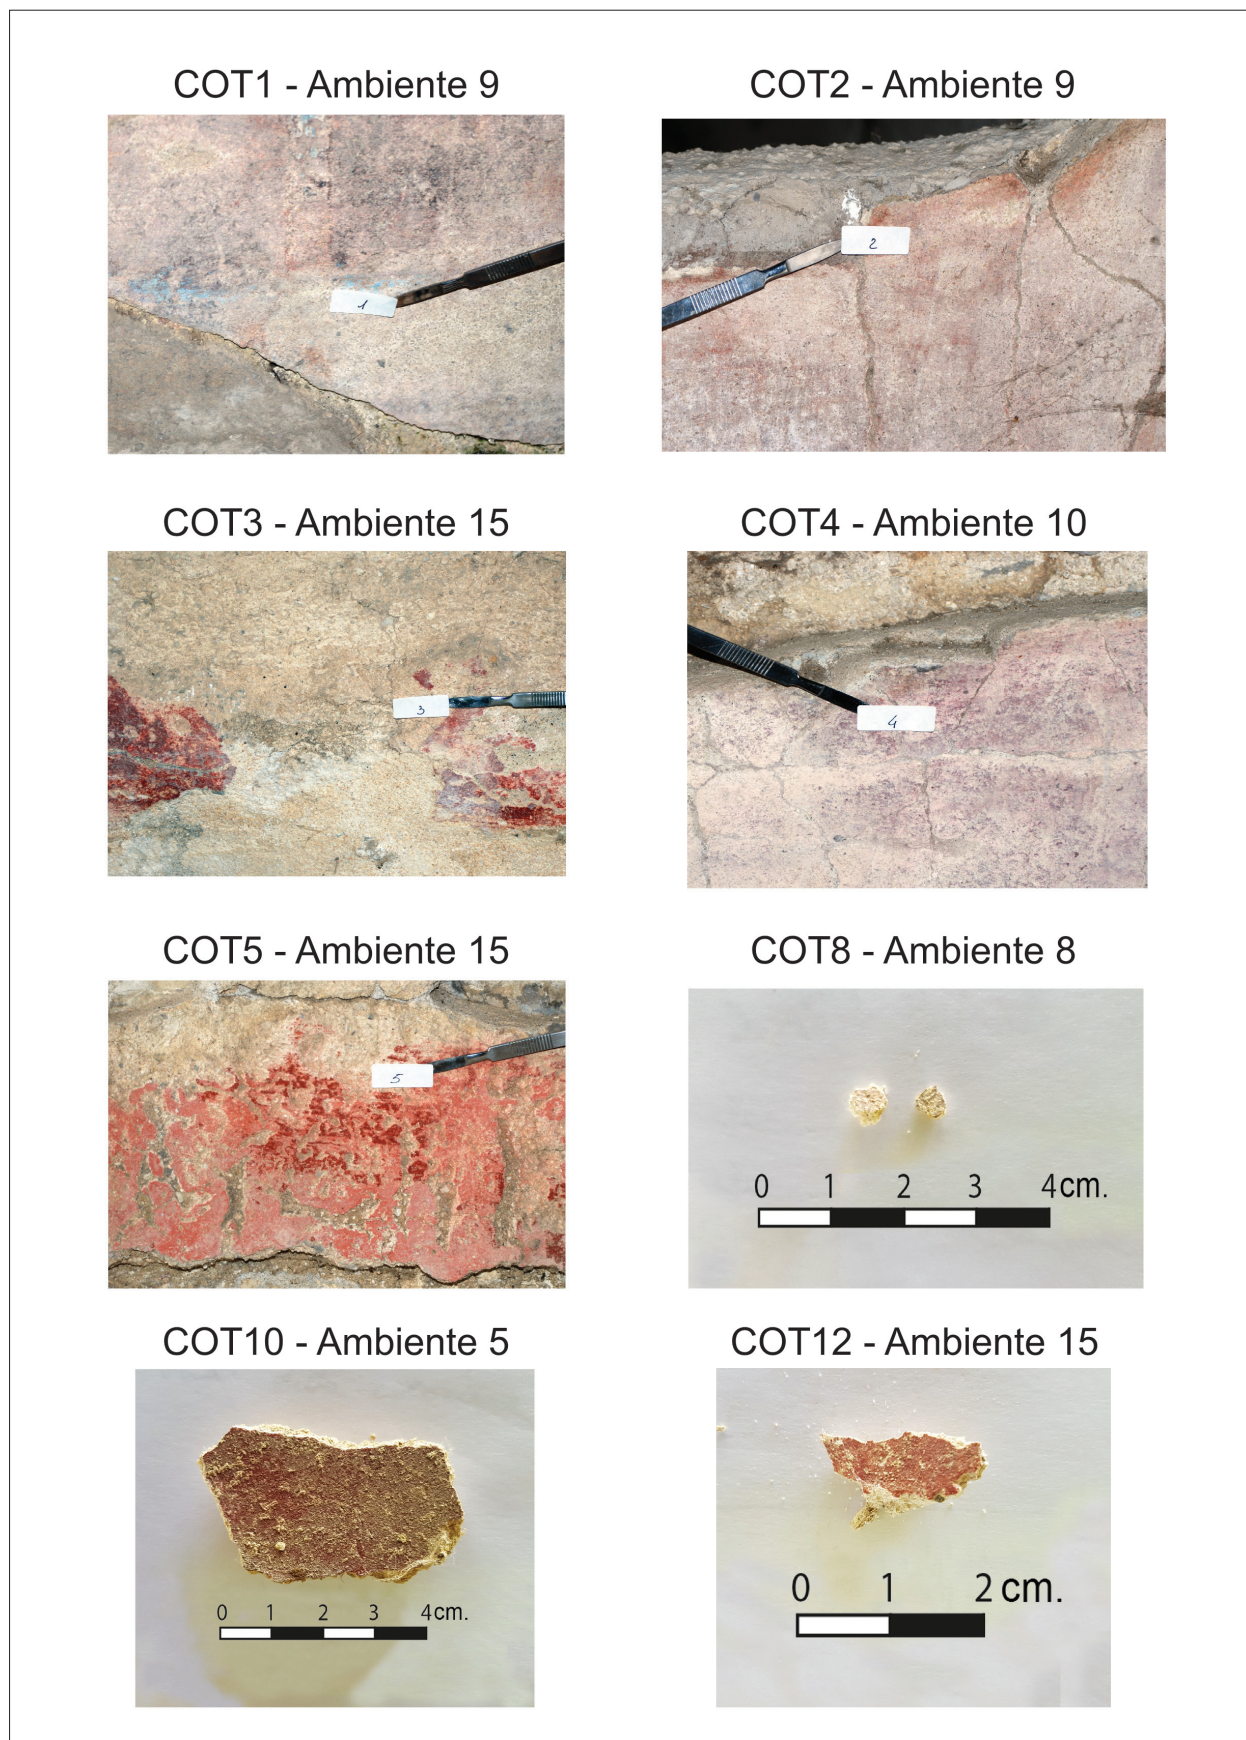 COT1 - Ambiente 9
COT2 - Ambiente 9
1
2
COT3 - Ambiente 15
COT4 - Ambiente 10
3
4
COT5 - Ambiente 15
COT8 - Ambiente 8
5
0 1 2 3 4cm.
COT10 - Ambiente 5
COT12 - Ambiente 15
0 1 2 3 4cm.
0 1 2 cm.